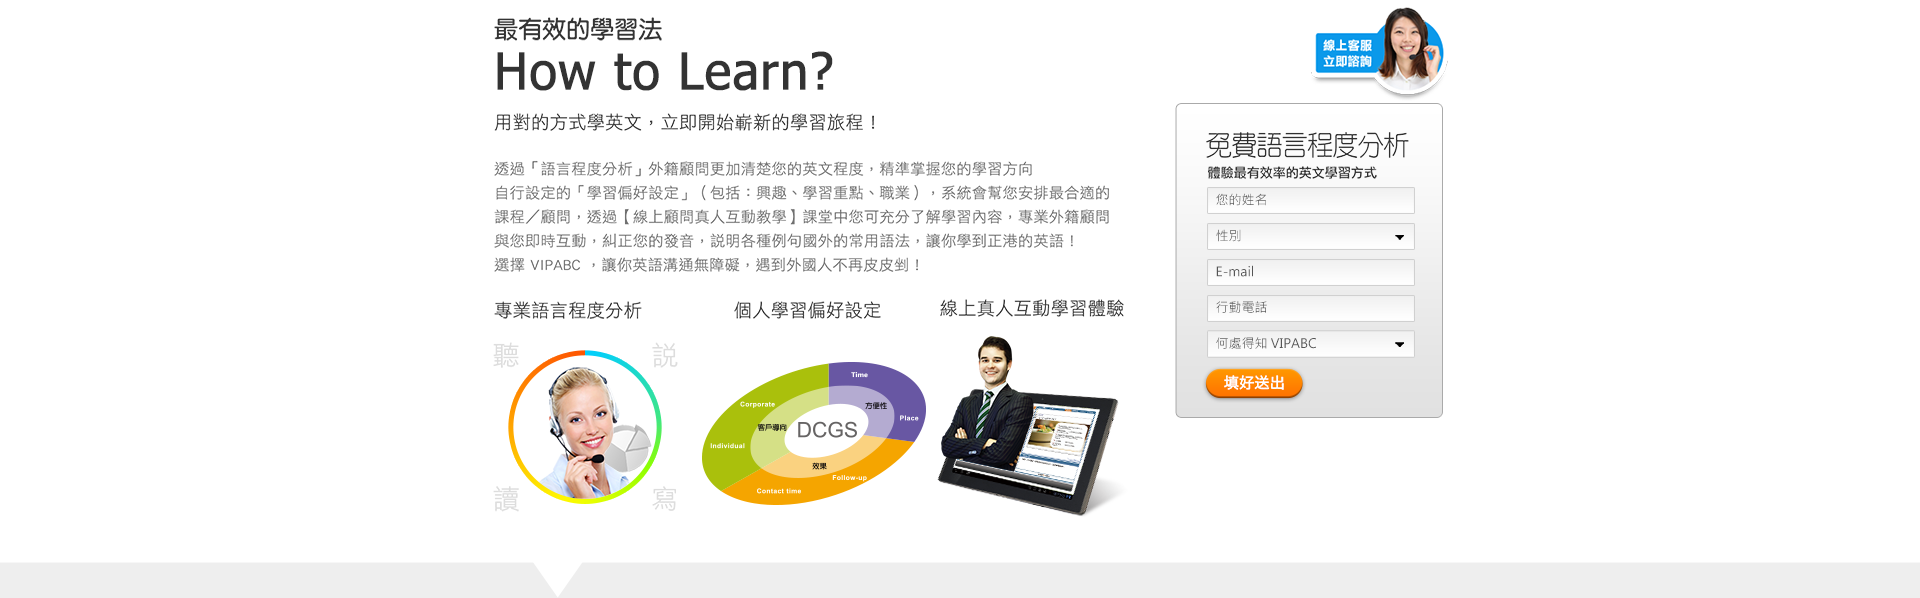 最有效的學習法
How to Learn?
用對的方式學英文，立即開始嶄新的學習旅程！
透過「語言程度分析」外籍顧問更加清楚您的英文程度，精準掌握您的學習方向
自行設定的「學習偏好設定」（包括：興趣、學習重點、職業），系統會幫您安排最合適的
課程／顧問，透過【線上顧問真人互動教學】課堂中您可充分了解學習內容，專業外籍顧問
與您即時互動，糾正您的發音，說明各種例句國外的常用語法，讓你學到正港的英語！
選擇 VIPABC ，讓你英語溝通無障礙，遇到外國人不再皮皮剉！
專業語言程度分析
聽
說
讀
寫
個人學習偏好設定
Time
Corporate
方便性
Place
客戶導向
DCGS
Individual
效果
Follow-up
Contact time
線上真人互動學習體驗
線上客服
立即諮詢
免費語言程度分析
體驗最有效率的英文學習方式
您的姓名
性別
E-mail
行動電話
何處得知 VIPABC
填好送出